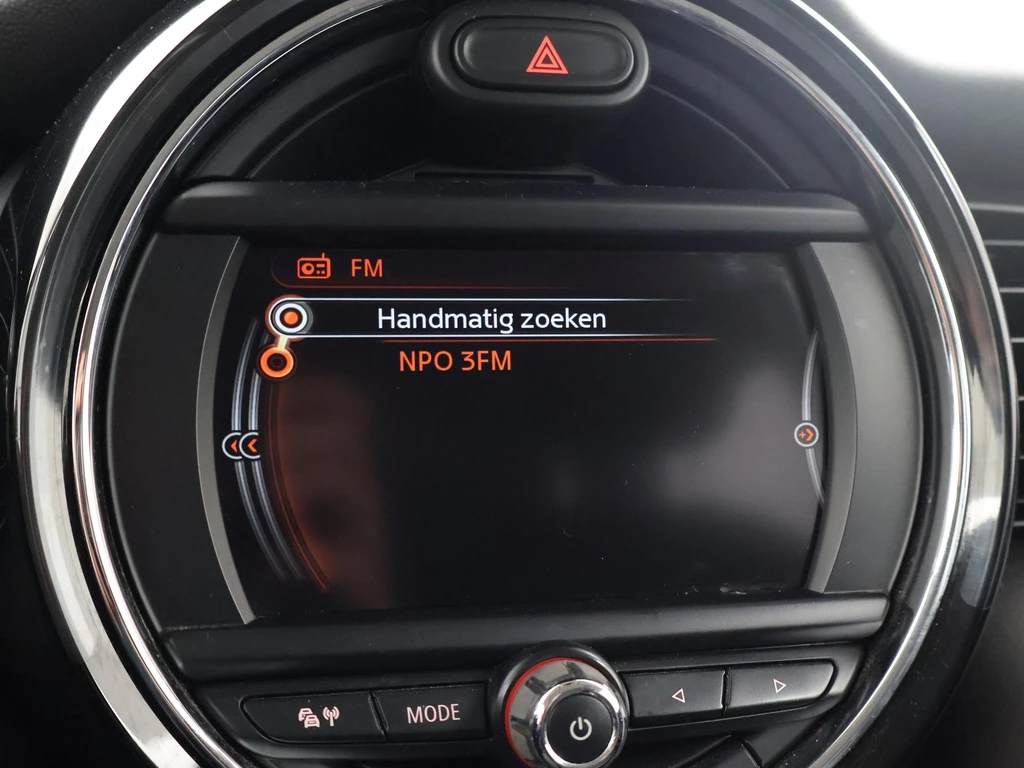 FM
Handmatig zoeken
NPO 3FM
MODE